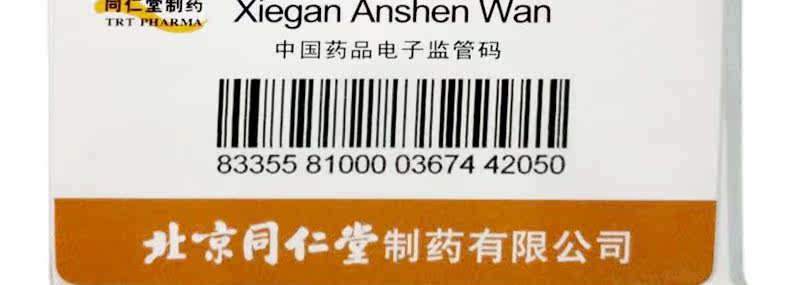 同仁堂制药
TRT PHARMA
Xiegan Anshen Wan
中国药品电子监管码
83355 81000 03674 42050
北京同仁堂制药有限公司